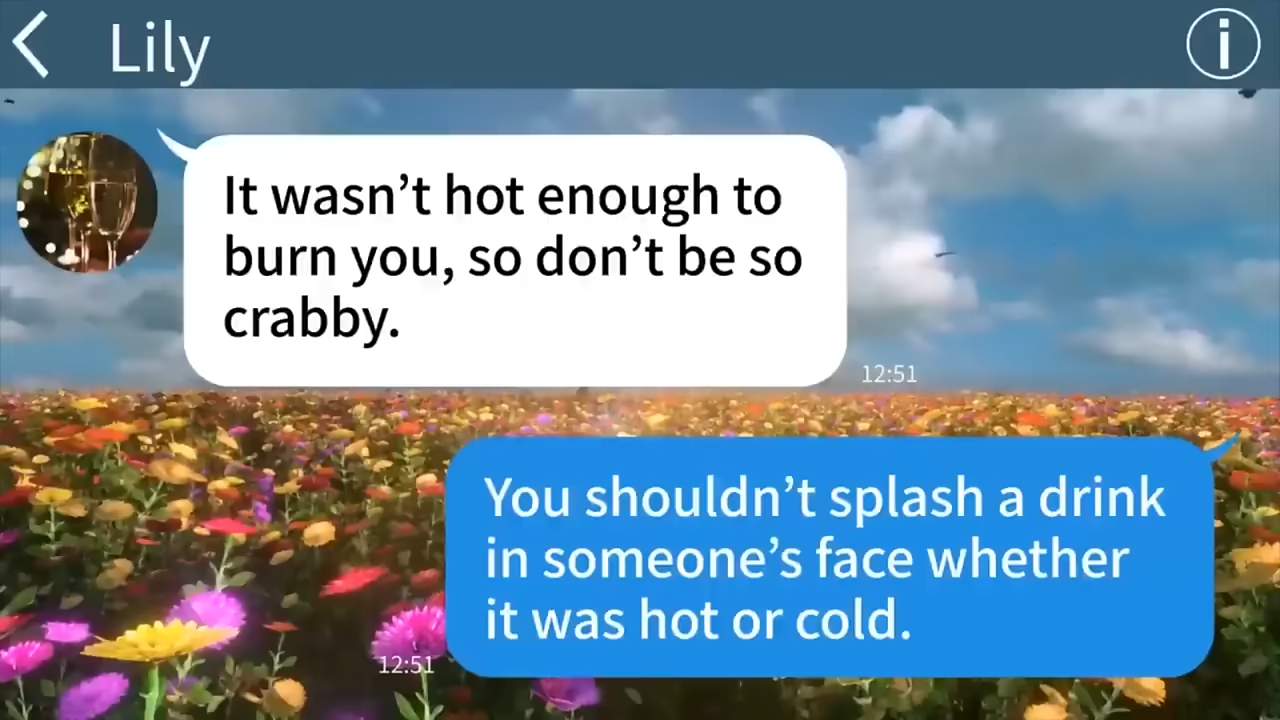 Lily
It wasn’t hot enough to
burn you, so don’t be so
crabby.
12:51
You shouldn’t splash a drink
in someone’s face whether
it was hot or cold.
12:51